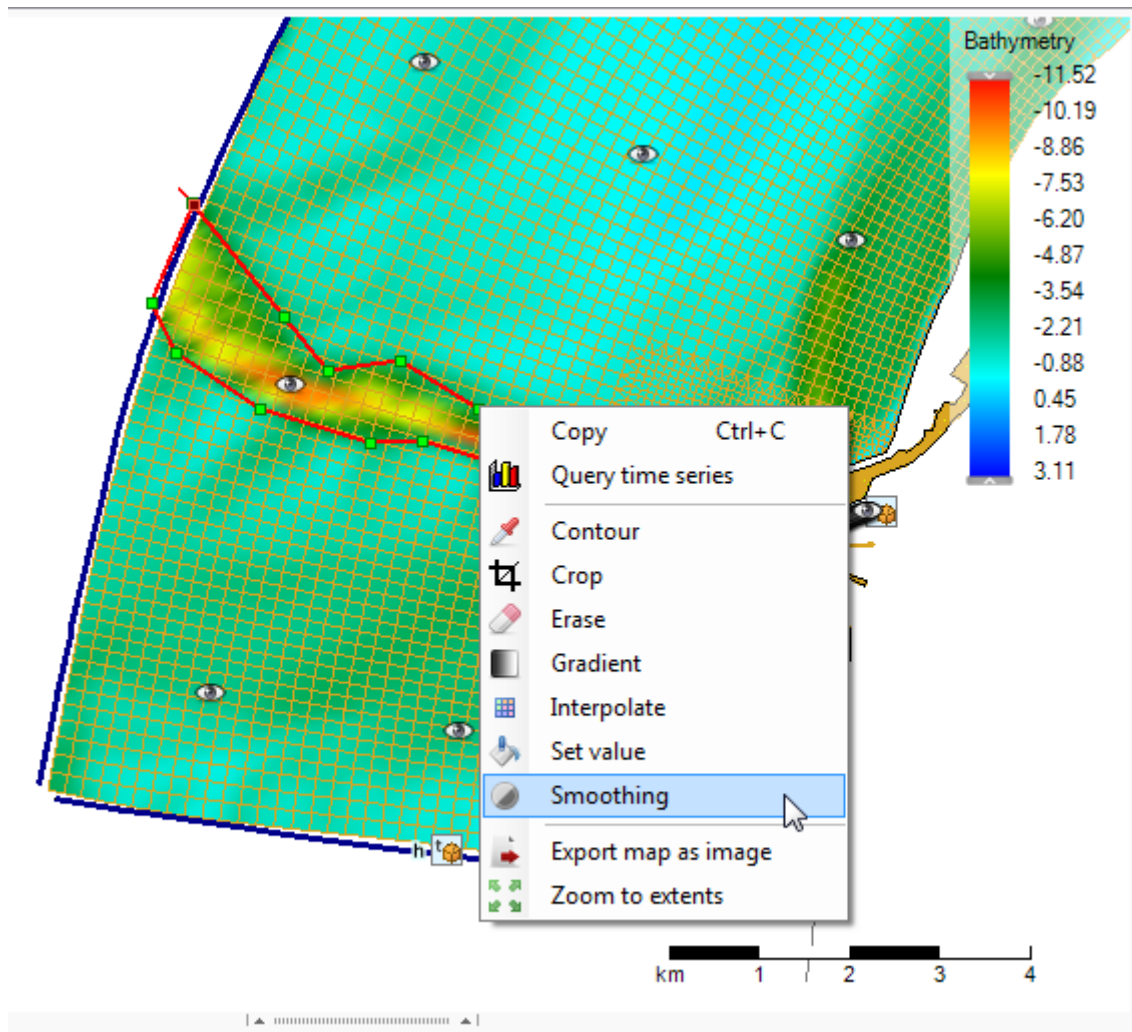 Bathymetry
-11.52
-10.19
-8.86
-7.53
-6.20
-4.87
-3.54
-2.21
-0.88
0.45
1.78
3.11
Copy Ctrl+C
Query time series
Contour
Crop
Erase
Gradient
Interpolate
Set value
Smoothing
Export map as image
Zoom to extents
h t
km 1 2 3 4